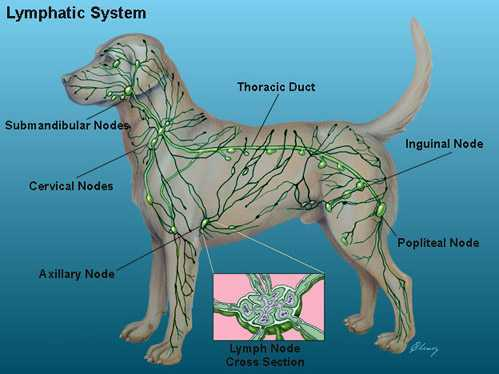 Lymphatic System
Thoracic Duct
Submandibular Nodes
Inguinal Node
Cervical Nodes
Popliteal Node
Axillary Node
Lymph Node
Cross Section